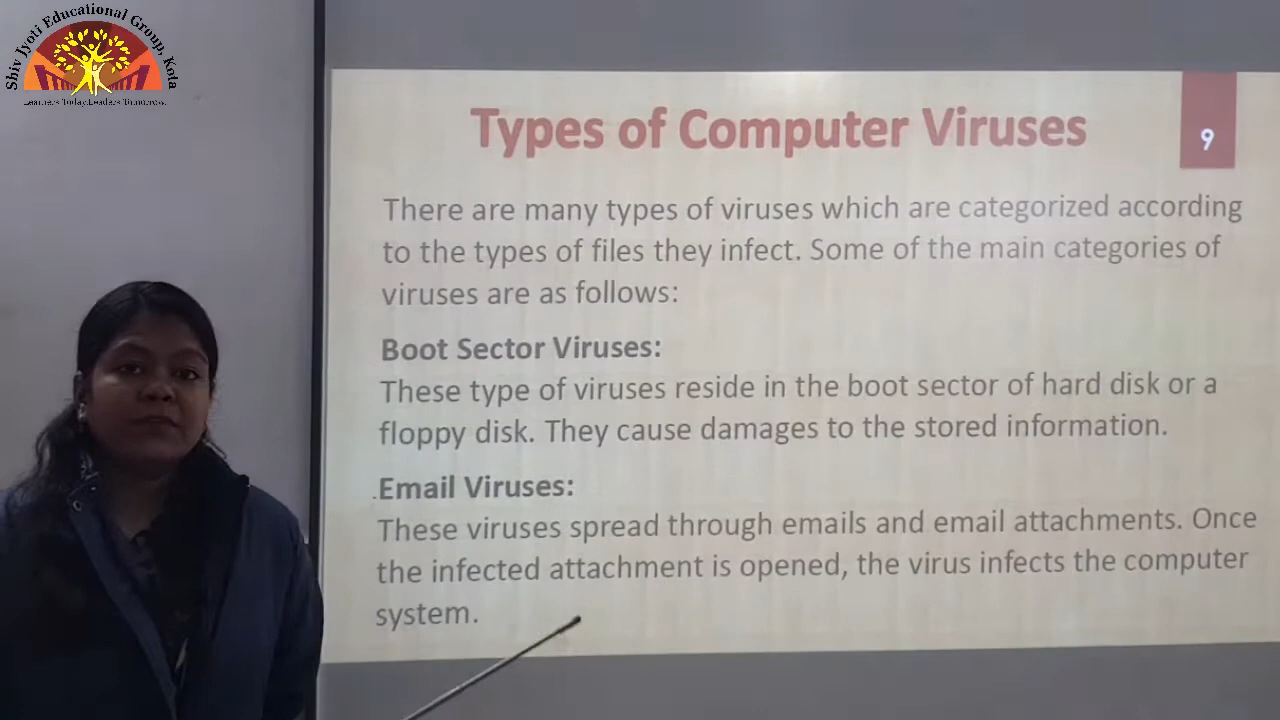 Shiv Jyoti Educational Group, Kota
Learners Today.Leaders Tomorrow.
Types of Computer Viruses
9
There are many types of viruses which are categorized according
to the types of files they infect. Some of the main categories of
viruses are as follows:
Boot Sector Viruses:
These type of viruses reside in the boot sector of hard disk or a
floppy disk. They cause damages to the stored information.
.Email Viruses:
These viruses spread through emails and email attachments. Once
the infected attachment is opened, the virus infects the computer
system.